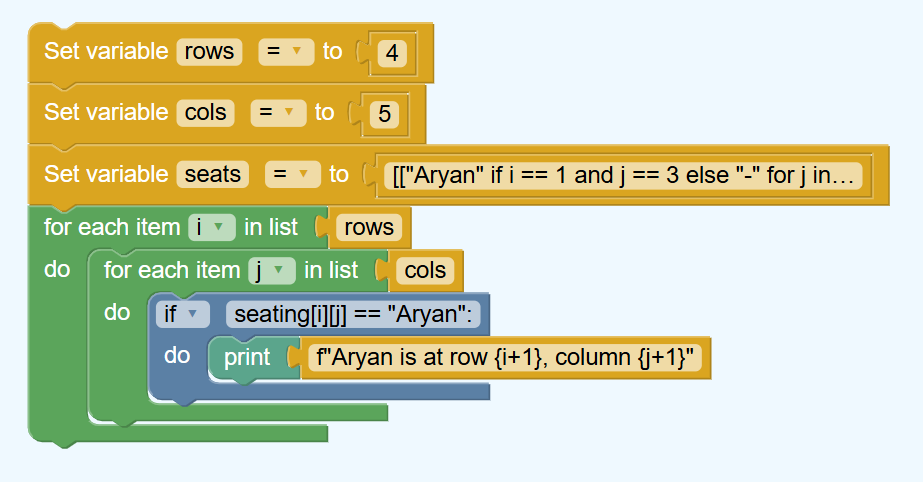 Set variable rows = to 4
Set variable cols = to 5
Set variable seats = to [["Aryan" if i == 1 and j == 3 else "-" for j in…
for each item i in list rows
do for each item j in list cols
do if seating[i][j] == "Aryan":
do print f"Aryan is at row {i+1}, column {j+1}"